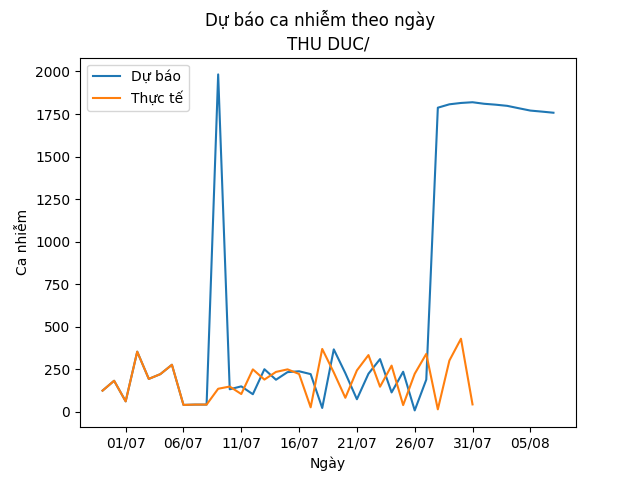 Dự báo ca nhiễm theo ngày
THU DUC/
Dự báo
Thực tế
2000
1750
1500
1250
1000
750
500
250
0
Ca nhiễm
01/07 06/07 11/07 16/07 21/07 26/07 31/07 05/08
Ngày